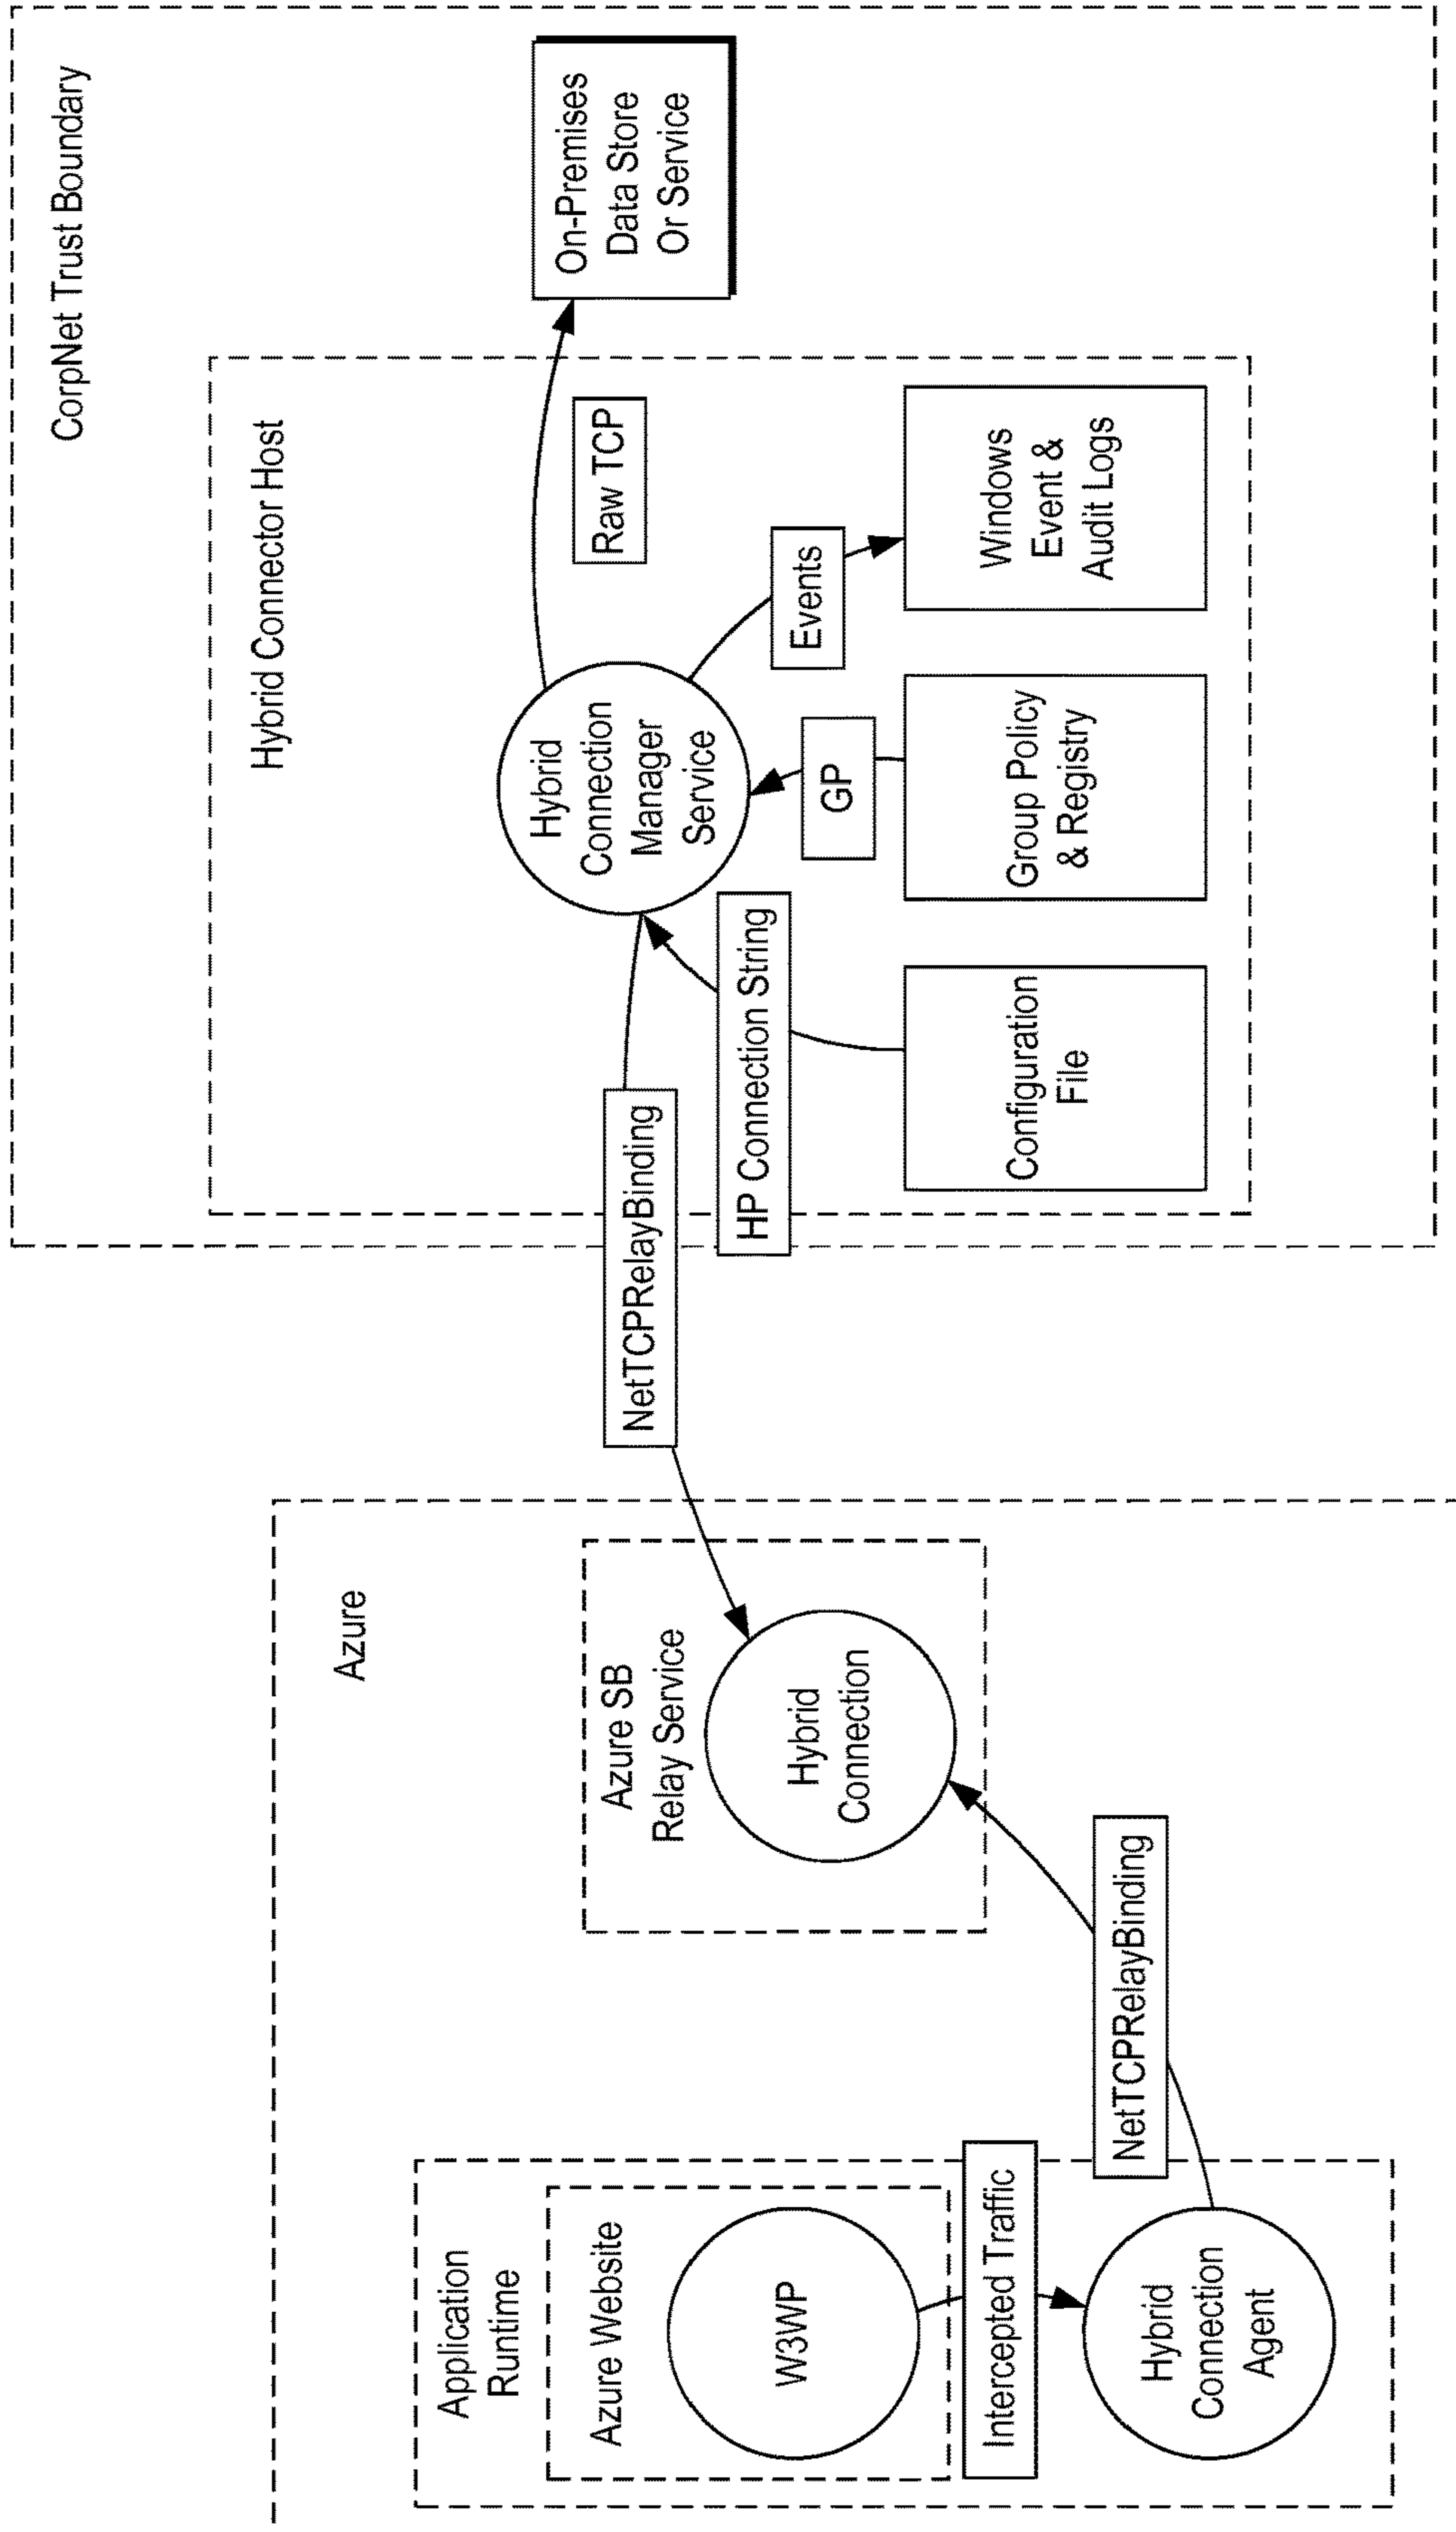 Azure
Application
Runtime
Azure Website
W3WP
Intercepted Traffic
Hybrid
Connection
Agent
NetTCPRelayBinding
Azure SB
Relay Service
Hybrid
Connection
NetTCPRelayBinding
CorpNet Trust Boundary
Hybrid Connector Host
Hybrid
Connection
Manager
Service
HP Connection String
Configuration
File
GP
Group Policy
& Registry
Events
Windows
Event &
Audit Logs
Raw TCP
On-Premises
Data Store
Or Service